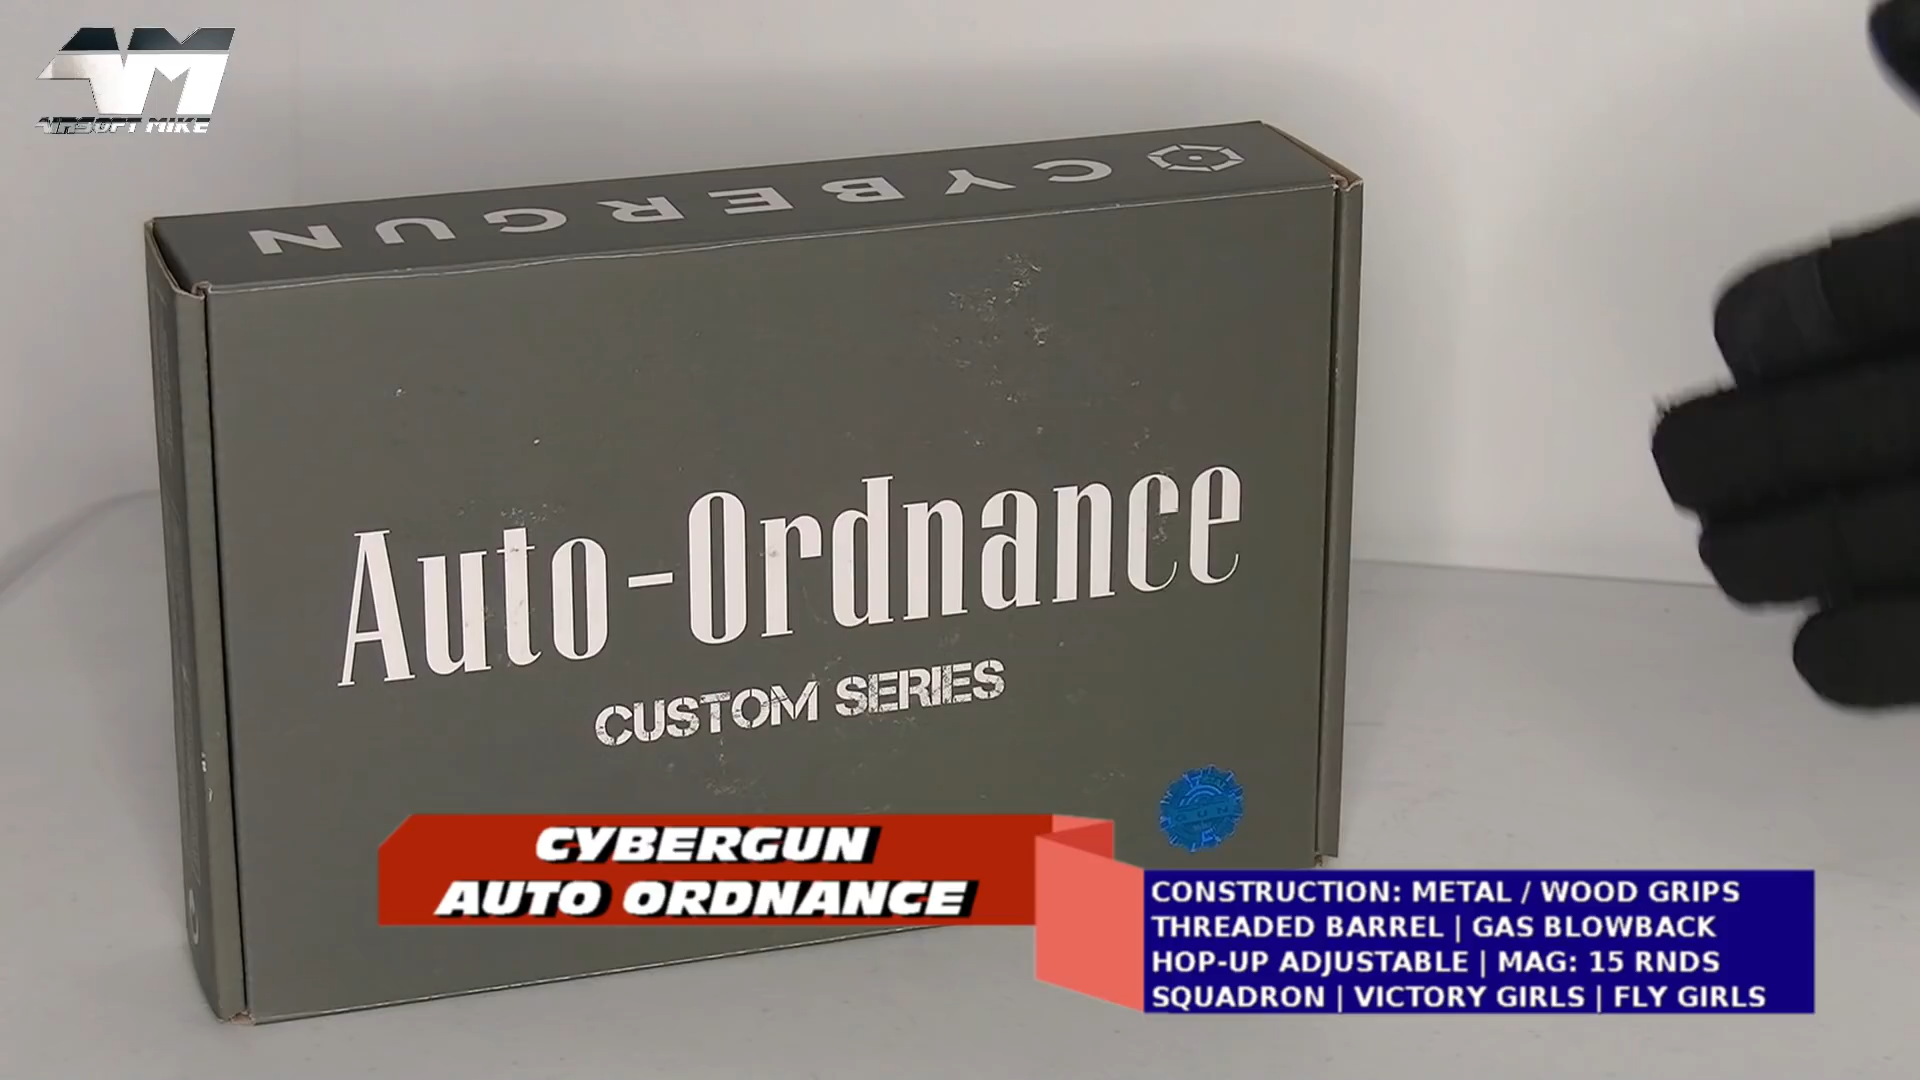 AM
AIRSOFT MIKE
CYBERGUN
Auto-Ordnance
CUSTOM SERIES
CYBERGUN
AUTO ORDNANCE
CONSTRUCTION: METAL / WOOD GRIPS
THREADED BARREL | GAS BLOWBACK
HOP-UP ADJUSTABLE | MAG: 15 RNDS
SQUADRON | VICTORY GIRLS | FLY GIRLS